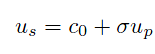 u_s = c_0 + σu_p